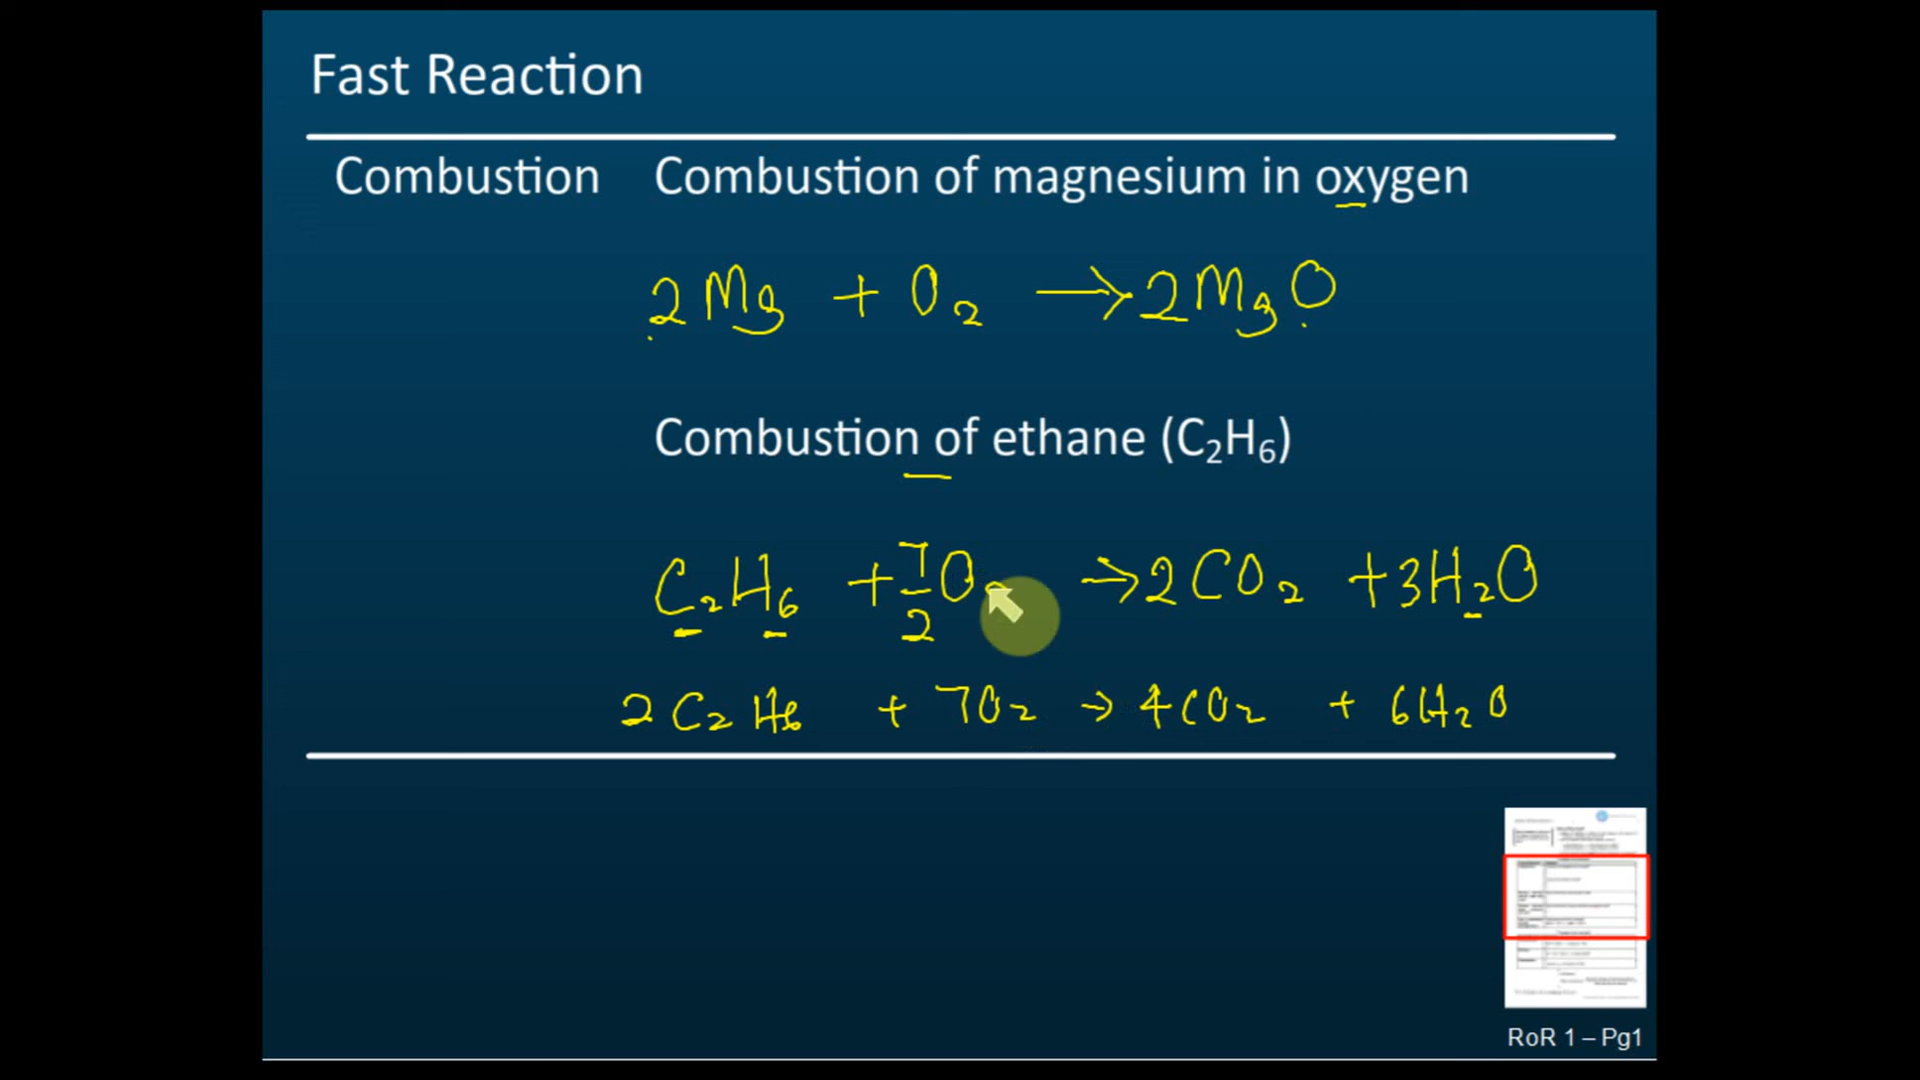 Fast Reaction
Combustion Combustion of magnesium in oxygen
2Mg + O₂ → 2MgO
Combustion of ethane (C₂H₆)
C₂H₆ + 7/2 O₂ → 2CO₂ + 3H₂O
2C₂H₆ + 7O₂ → 4CO₂ + 6H₂O
RoR 1 – Pg1